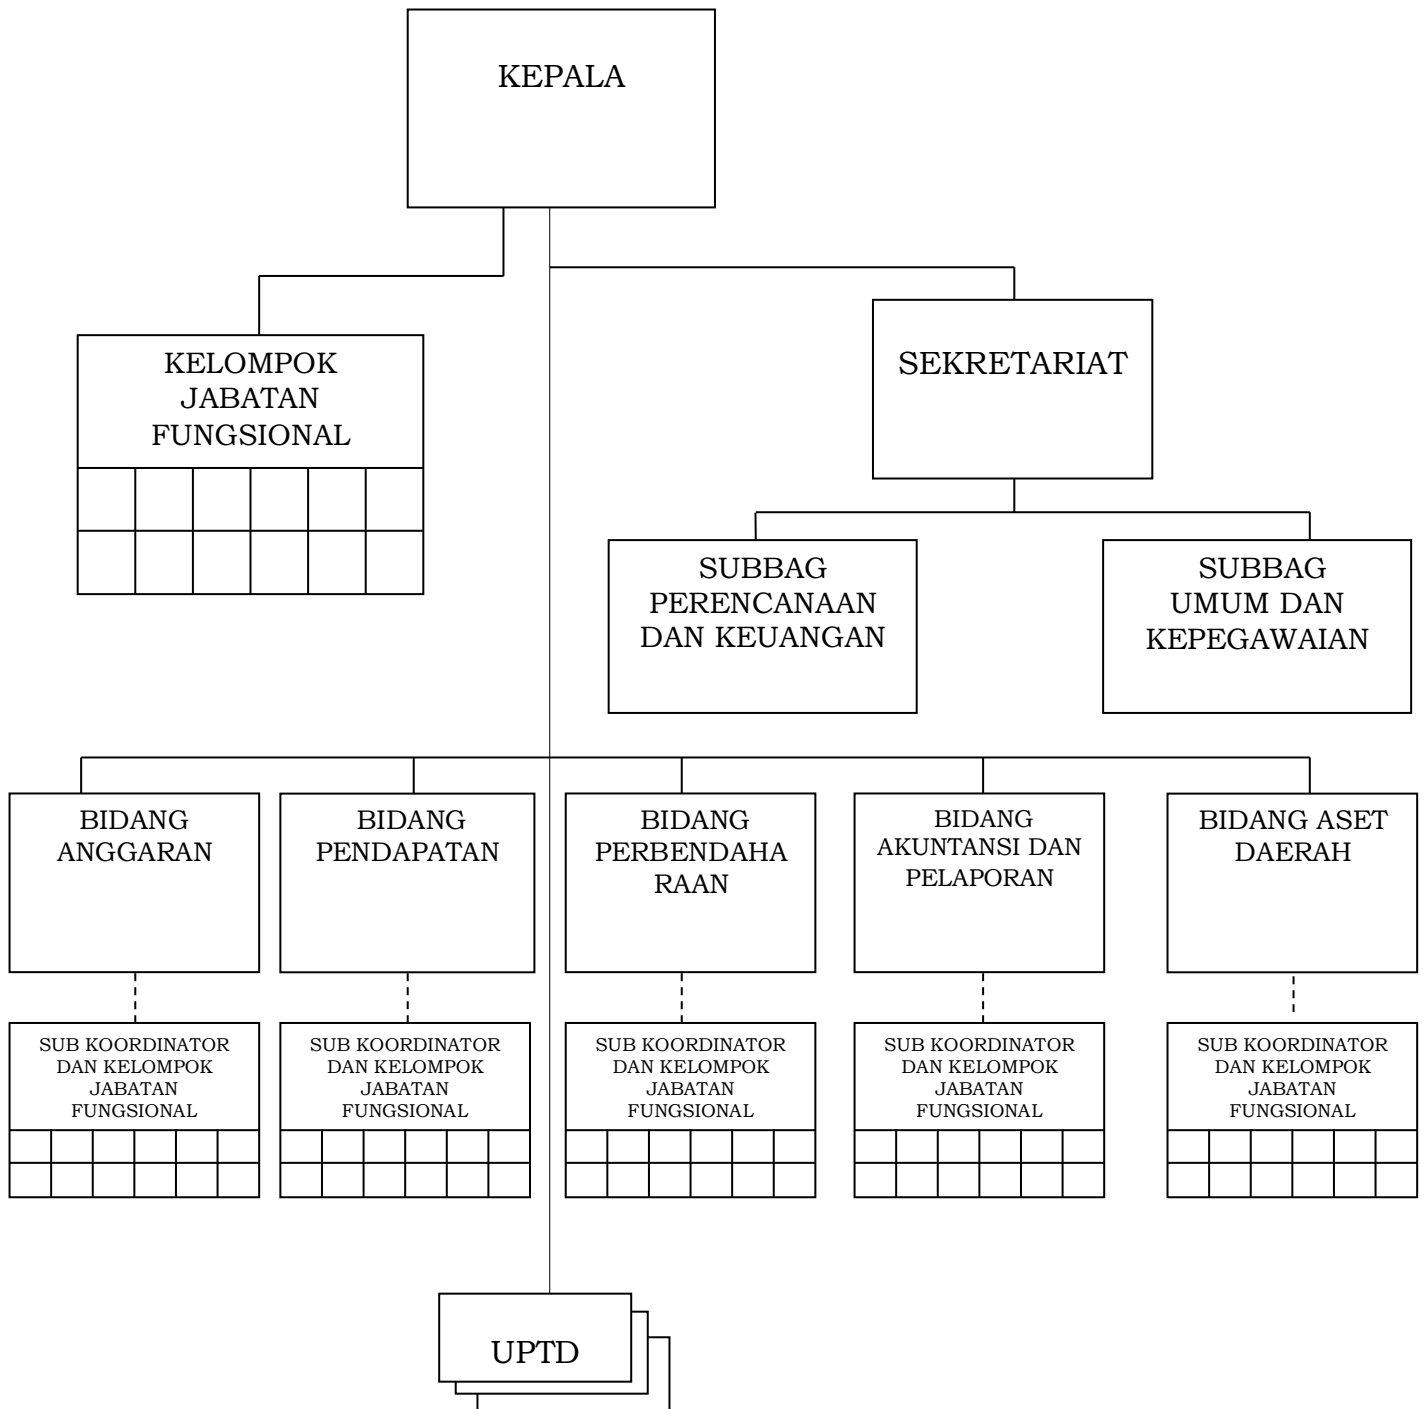 KEPALA
KELOMPOK
JABATAN
FUNGSIONAL
SEKRETARIAT
SUBBAG
PERENCANAAN
DAN KEUANGAN
SUBBAG
UMUM DAN
KEPEGAWAIAN
BIDANG
ANGGARAN
BIDANG
PENDAPATAN
BIDANG
PERBENDAHA
RAAN
BIDANG
AKUNTANSI DAN
PELAPORAN
BIDANG ASET
DAERAH
SUB KOORDINATOR
DAN KELOMPOK
JABATAN
FUNGSIONAL
SUB KOORDINATOR
DAN KELOMPOK
JABATAN
FUNGSIONAL
SUB KOORDINATOR
DAN KELOMPOK
JABATAN
FUNGSIONAL
SUB KOORDINATOR
DAN KELOMPOK
JABATAN
FUNGSIONAL
SUB KOORDINATOR
DAN KELOMPOK
JABATAN
FUNGSIONAL
UPTD